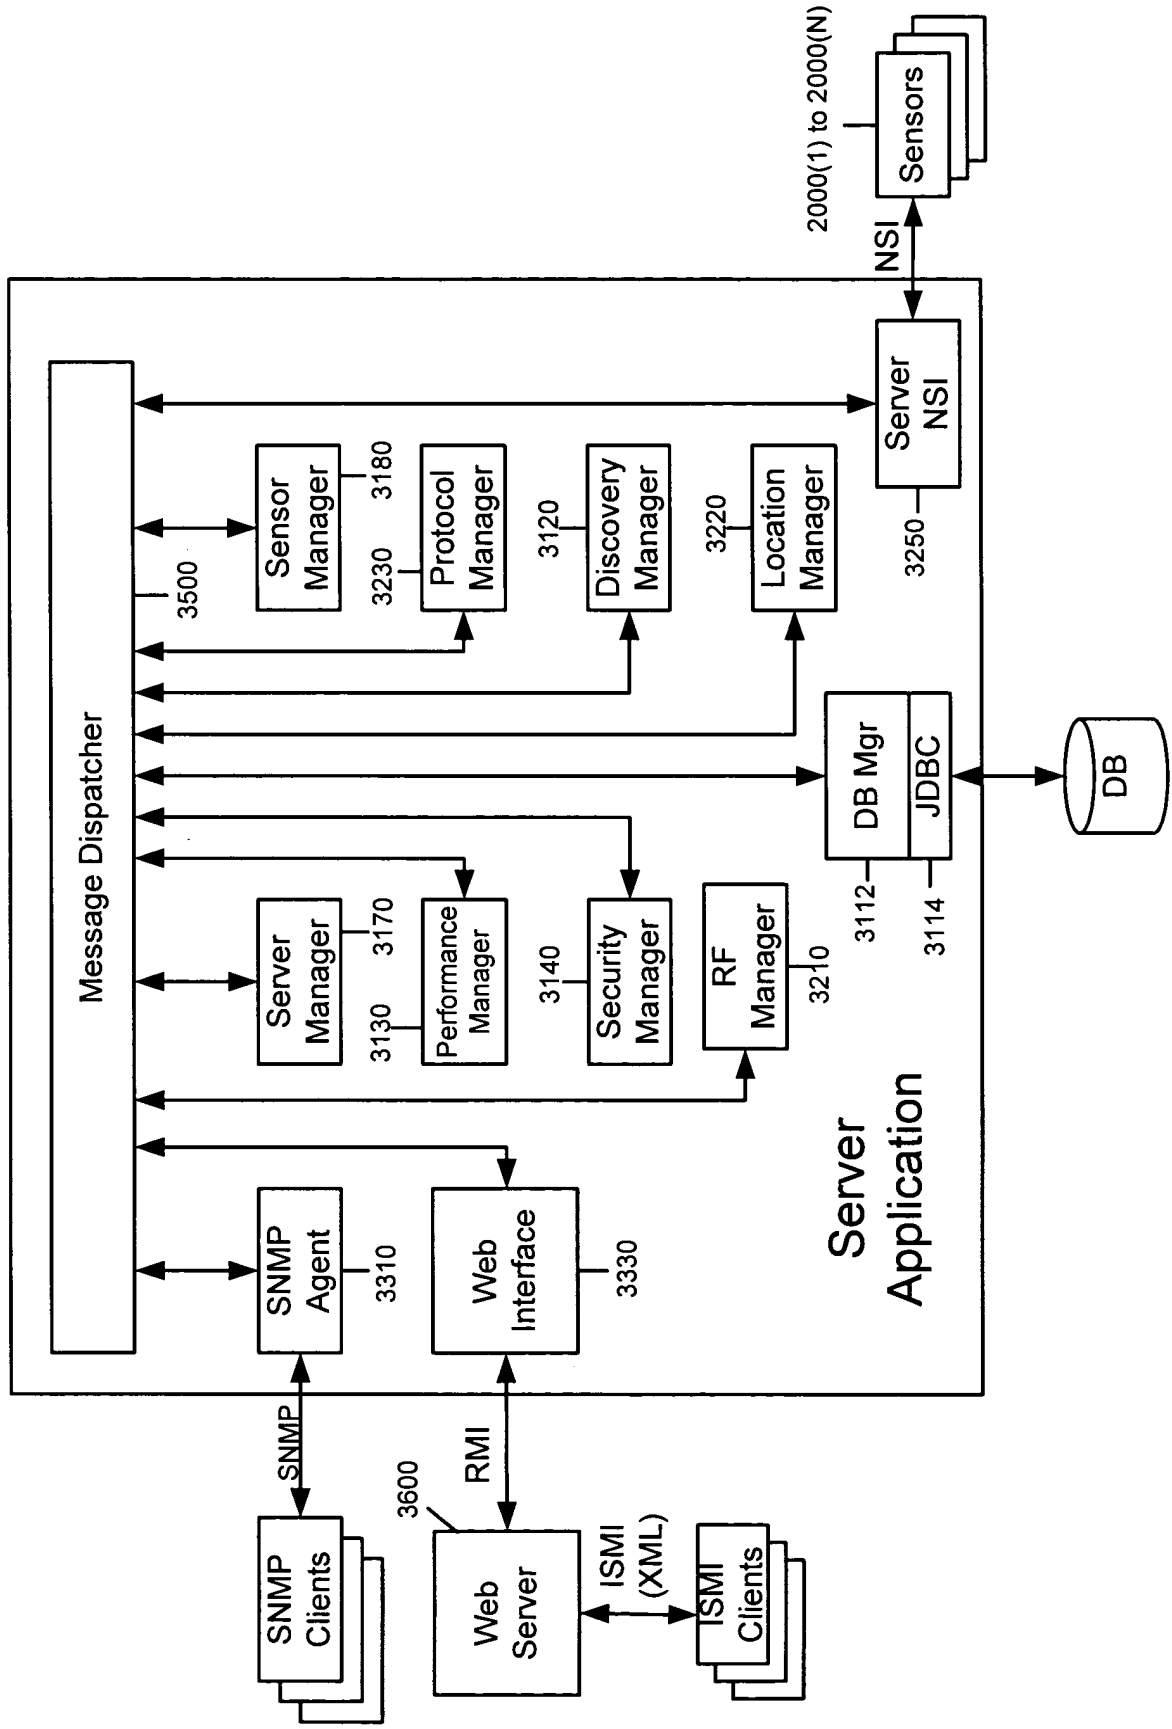 Message Dispatcher
3500
SNMP
Clients
SNMP
SNMP
Agent
3310
Server
Manager
3170
Sensor
Manager
3180
3600
Web
Server
RMI
Web
Interface
3330
3130
Performance
Manager
3230
Protocol
Manager
3140
Security
Manager
3120
Discovery
Manager
ISMI
(XML)
ISMI
Clients
RF
Manager
3210
3220
Location
Manager
Server
Application
3112
DB Mgr
3114
JDBC
DB
3250
Server
NSI
NSI
2000(1) to 2000(N)
Sensors